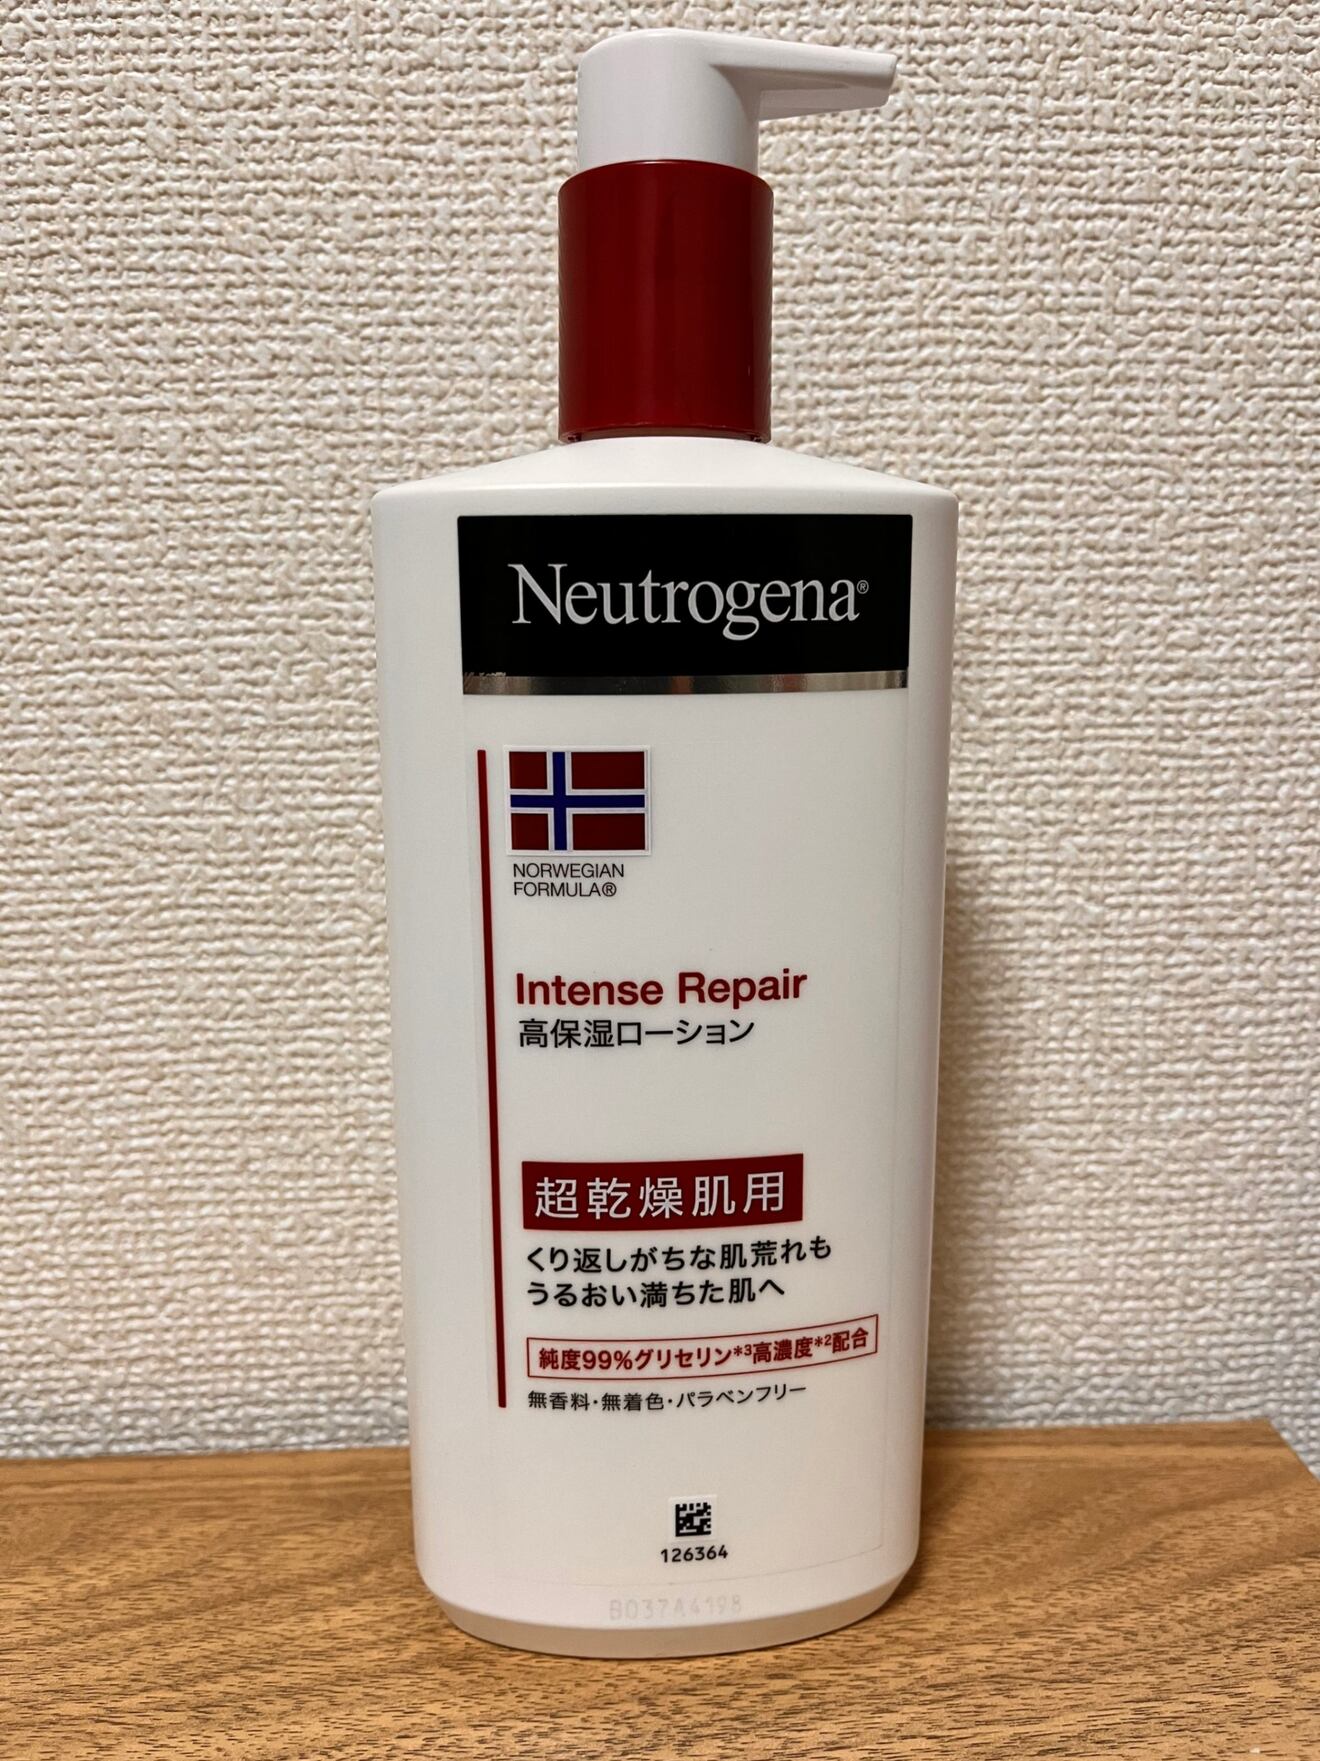 Neutrogena®
NORWEGIAN
FORMULA®
Intense Repair
高保湿ローション
超乾燥肌用
くり返しがちな肌荒れも
うるおい満ちた肌へ
純度99%グリセリン*3高濃度*2配合
無香料・無着色・パラベンフリー
126364
B037A4198